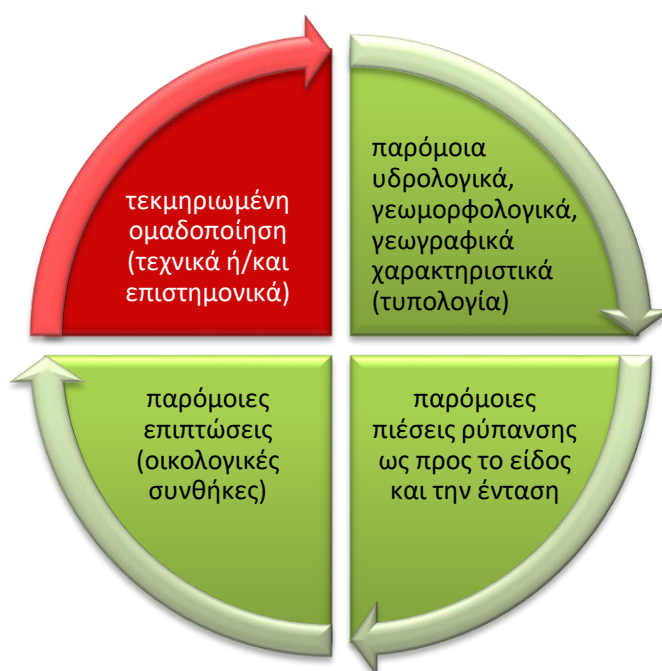 τεκμηριωμένη
ομαδοποίηση
(τεχνικά ή/και
επιστημονικά)
παρόμοια
υδρολογικά,
γεωμορφολογικά,
γεωγραφικά
χαρακτηριστικά
(τυπολογία)
παρόμοιες
επιπτώσεις
(οικολογικές
συνθήκες)
παρόμοιες
πιέσεις ρύπανσης
ως προς το είδος
και την ένταση